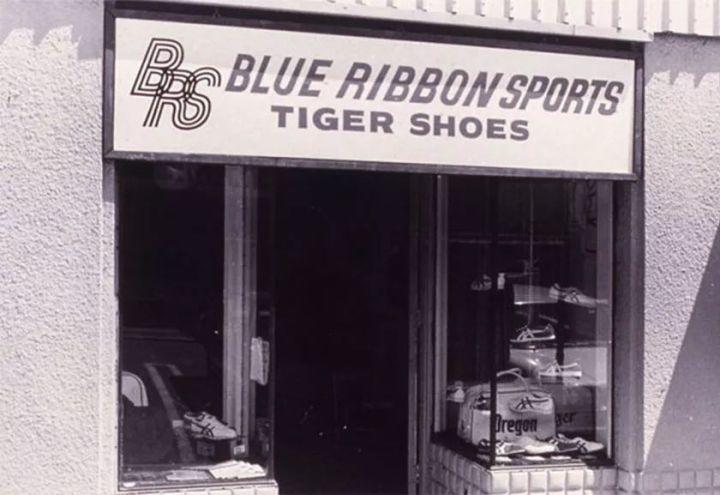 BRS BLUE RIBBON SPORTS
TIGER SHOES
Oregon